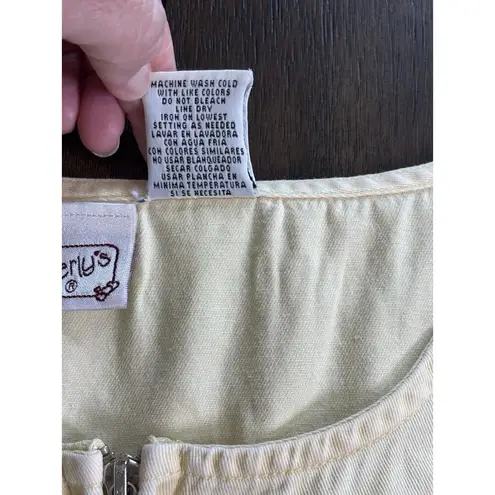 MACHINE WASH COLD
WITH LIKE COLORS
DO NOT BLEACH
LINE DRY
IRON ON LOWEST
SETTING AS NEEDED
LAVAR EN LAVADORA
CON AGUA FRIA
CON COLORES SIMILARES
NO USAR BLANQUEADOR
SECAR COLGADO
USAR PLANCHA EN
MINIMA TEMPERATURA
SI SE NECESITA
erly's
®